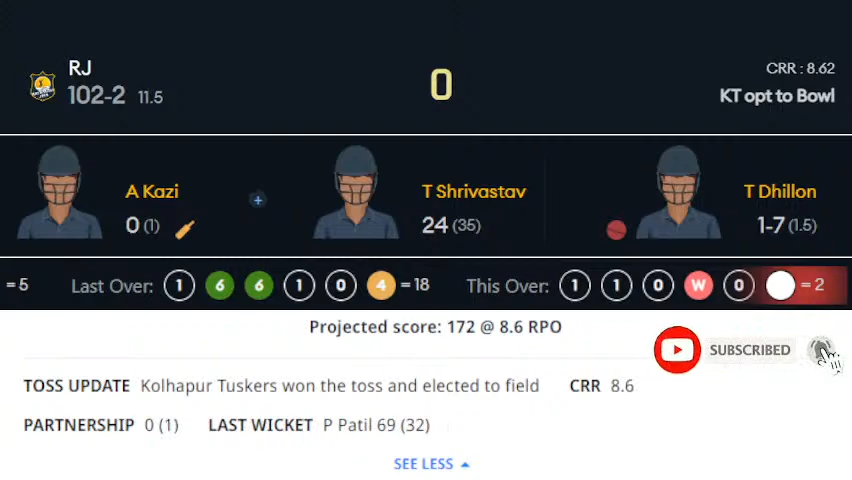 RJ
102-2 11.5
0
CRR : 8.62
KT opt to Bowl
A Kazi
0 (1)
T Shrivastav
24 (35)
T Dhillon
1-7 (1.5)
= 5 Last Over: 1 6 6 1 0 4 = 18 This Over: 1 1 0 W 0 = 2
Projected score: 172 @ 8.6 RPO
SUBSCRIBED
TOSS UPDATE Kolhapur Tuskers won the toss and elected to field CRR 8.6
PARTNERSHIP 0 (1) LAST WICKET P Patil 69 (32)
SEE LESS